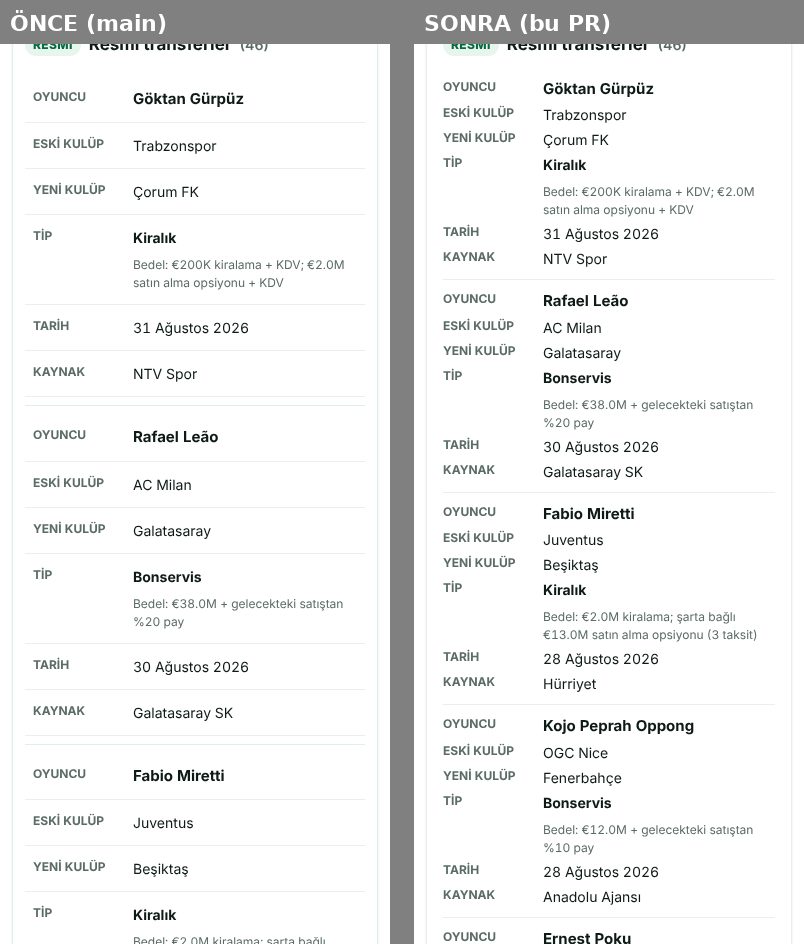 ÖNCE (main)
RESMİ Resmi transferler (46)
OYUNCU Göktan Gürpüz
ESKİ KULÜP Trabzonspor
YENİ KULÜP Çorum FK
TİP Kiralık
Bedel: €200K kiralama + KDV; €2.0M
satın alma opsiyonu + KDV
TARİH 31 Ağustos 2026
KAYNAK NTV Spor
OYUNCU Rafael Leão
ESKİ KULÜP AC Milan
YENİ KULÜP Galatasaray
TİP Bonservis
Bedel: €38.0M + gelecekteki satıştan
%20 pay
TARİH 30 Ağustos 2026
KAYNAK Galatasaray SK
OYUNCU Fabio Miretti
ESKİ KULÜP Juventus
YENİ KULÜP Beşiktaş
TİP Kiralık
Bedel: €2.0M kiralama; şarta bağlı
SONRA (bu PR)
RESMİ Resmi transferler (46)
OYUNCU Göktan Gürpüz
ESKİ KULÜP Trabzonspor
YENİ KULÜP Çorum FK
TİP Kiralık
Bedel: €200K kiralama + KDV; €2.0M
satın alma opsiyonu + KDV
TARİH 31 Ağustos 2026
KAYNAK NTV Spor
OYUNCU Rafael Leão
ESKİ KULÜP AC Milan
YENİ KULÜP Galatasaray
TİP Bonservis
Bedel: €38.0M + gelecekteki satıştan
%20 pay
TARİH 30 Ağustos 2026
KAYNAK Galatasaray SK
OYUNCU Fabio Miretti
ESKİ KULÜP Juventus
YENİ KULÜP Beşiktaş
TİP Kiralık
Bedel: €2.0M kiralama; şarta bağlı
€13.0M satın alma opsiyonu (3 taksit)
TARİH 28 Ağustos 2026
KAYNAK Hürriyet
OYUNCU Kojo Peprah Oppong
ESKİ KULÜP OGC Nice
YENİ KULÜP Fenerbahçe
TİP Bonservis
Bedel: €12.0M + gelecekteki satıştan
%10 pay
TARİH 28 Ağustos 2026
KAYNAK Anadolu Ajansı
OYUNCU Ernest Poku